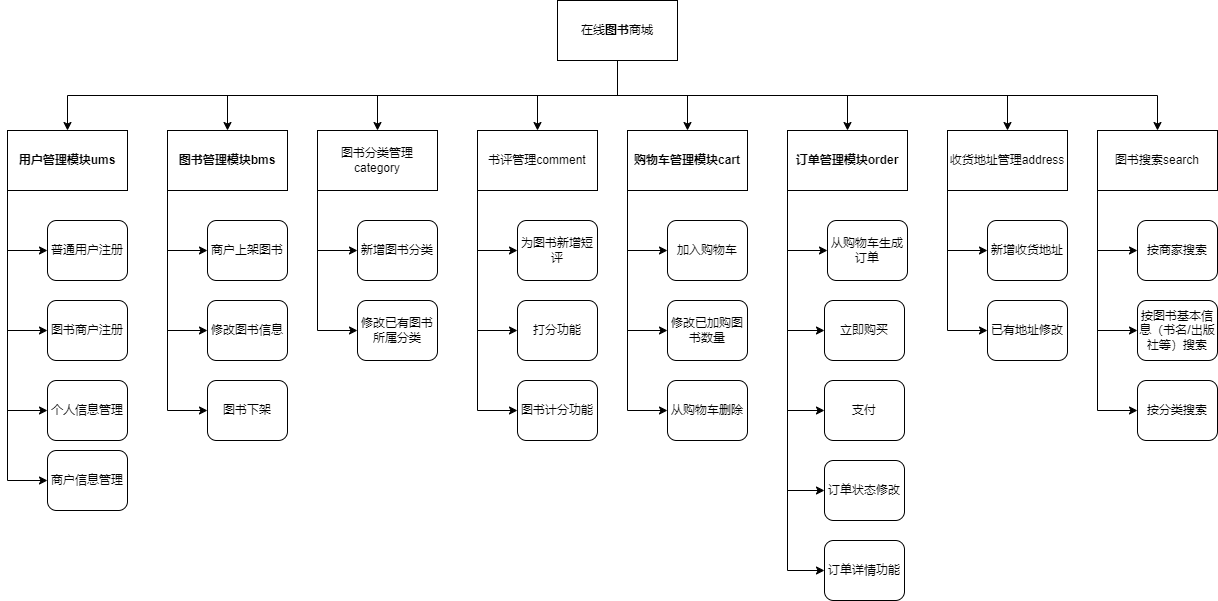 在线图书商城
用户管理模块ums
图书管理模块bms
图书分类管理
category
书评管理comment
购物车管理模块cart
订单管理模块order
收货地址管理address
图书搜索search
普通用户注册
图书商户注册
个人信息管理
商户信息管理
商户上架图书
修改图书信息
图书下架
新增图书分类
修改已有图书
所属分类
为图书新增短
评
打分功能
图书计分功能
加入购物车
修改已加购图
书数量
从购物车删除
从购物车生成
订单
立即购买
支付
订单状态修改
订单详情功能
新增收货地址
已有地址修改
按商家搜索
按图书基本信
息（书名/出版
社等）搜索
按分类搜索